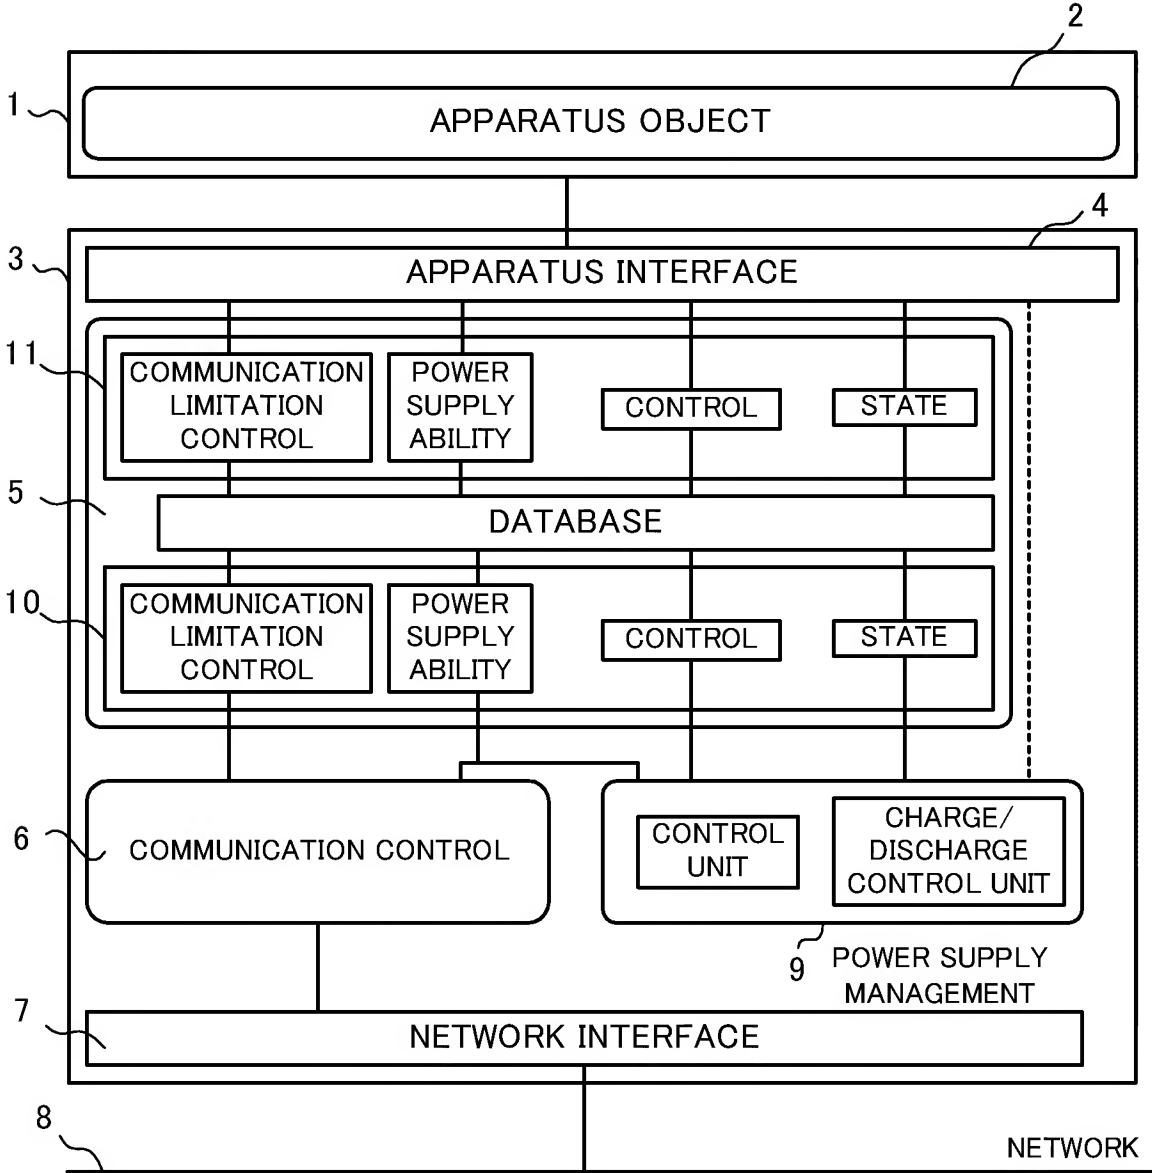 2
1
APPARATUS OBJECT
4
3
APPARATUS INTERFACE
11
COMMUNICATION
LIMITATION
CONTROL
POWER
SUPPLY
ABILITY
CONTROL
STATE
5
DATABASE
10
COMMUNICATION
LIMITATION
CONTROL
POWER
SUPPLY
ABILITY
CONTROL
STATE
6
COMMUNICATION CONTROL
CONTROL
UNIT
CHARGE/
DISCHARGE
CONTROL UNIT
9
POWER SUPPLY
MANAGEMENT
7
NETWORK INTERFACE
8
NETWORK